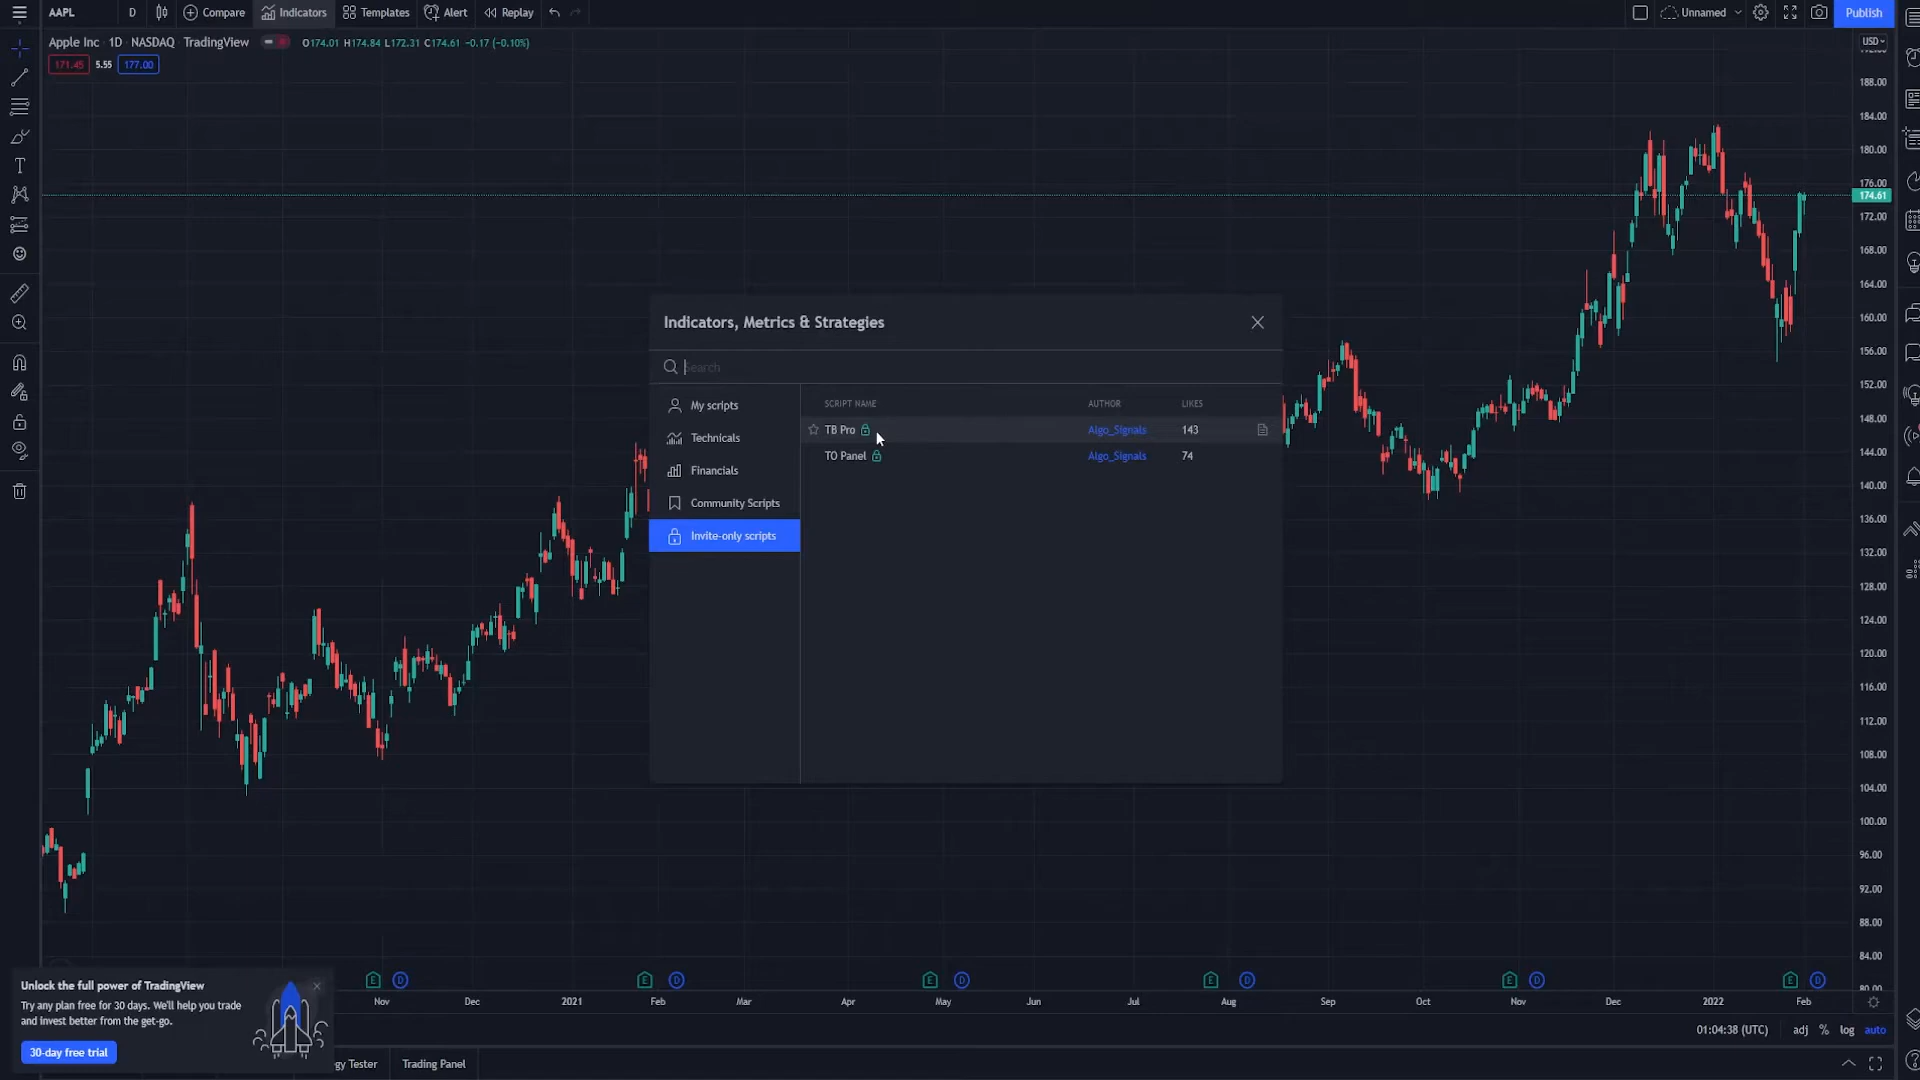 AAPL
D
Compare
Indicators
Templates
Alert
Replay
Unnamed
Publish
Apple Inc · 1D · NASDAQ · TradingView
O174.01 H174.84 L172.31 C174.61 -0.17 (-0.10%)
171.45 5.55 177.00
USD
188.00
184.00
180.00
176.00
174.61
172.00
168.00
164.00
160.00
156.00
152.00
148.00
144.00
140.00
136.00
132.00
128.00
124.00
120.00
116.00
112.00
108.00
104.00
100.00
96.00
92.00
88.00
84.00
80.00
Indicators, Metrics & Strategies
Search
My scripts
Technicals
Financials
Community Scripts
Invite-only scripts
SCRIPT NAME AUTHOR LIKES
TB Pro Algo_Signals 143
TO Panel Algo_Signals 74
E D E D E D E D E D E D
Nov Dec 2021 Feb Mar Apr May Jun Jul Aug Sep Oct Nov Dec 2022 Feb
Unlock the full power of TradingView
Try any plan free for 30 days. We'll help you trade
and invest better from the get-go.
30-day free trial
01:04:38 (UTC) adj % log auto
gy Tester
Trading Panel